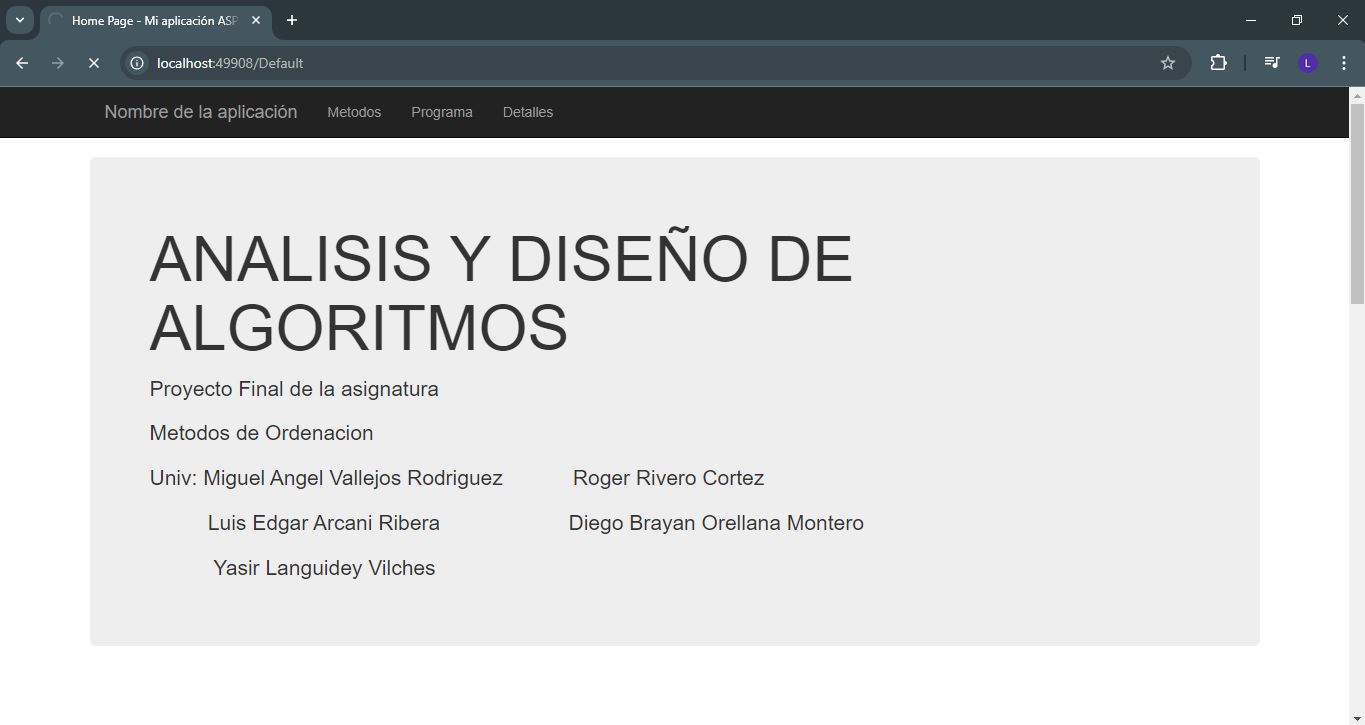 Home Page - Mi aplicación ASP
localhost:49908/Default
L
Nombre de la aplicación Metodos Programa Detalles
ANALISIS Y DISEÑO DE
ALGORITMOS
Proyecto Final de la asignatura
Metodos de Ordenacion
Univ: Miguel Angel Vallejos Rodriguez Roger Rivero Cortez
Luis Edgar Arcani Ribera Diego Brayan Orellana Montero
Yasir Languidey Vilches